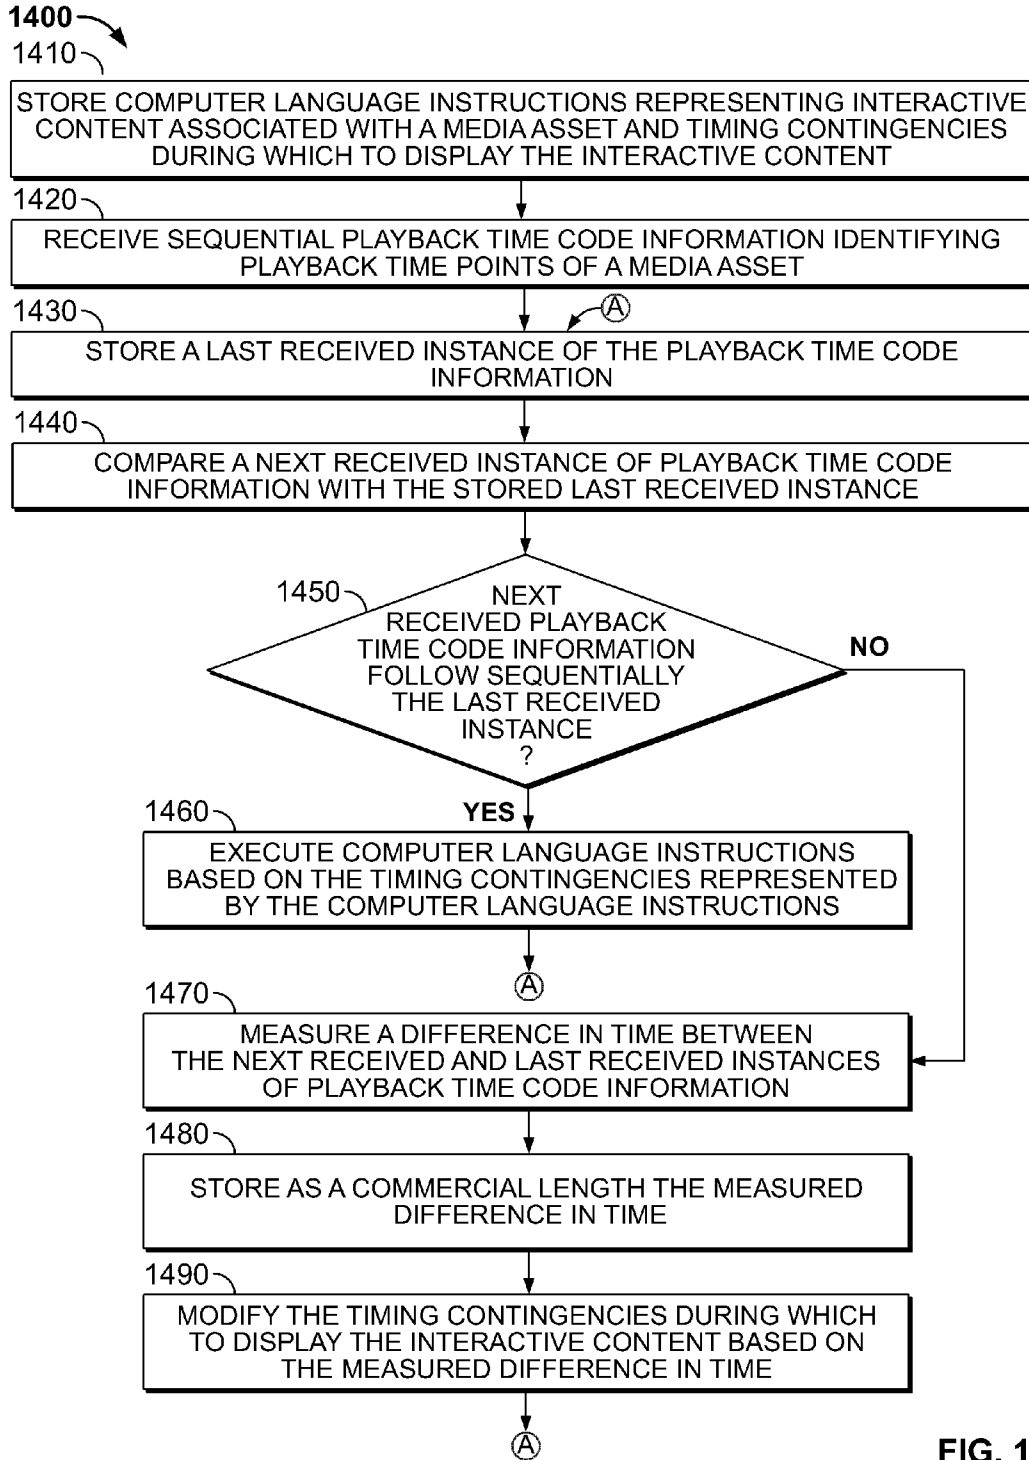 1400
1410
STORE COMPUTER LANGUAGE INSTRUCTIONS REPRESENTING INTERACTIVE
CONTENT ASSOCIATED WITH A MEDIA ASSET AND TIMING CONTINGENCIES
DURING WHICH TO DISPLAY THE INTERACTIVE CONTENT
1420
RECEIVE SEQUENTIAL PLAYBACK TIME CODE INFORMATION IDENTIFYING
PLAYBACK TIME POINTS OF A MEDIA ASSET
1430
A
STORE A LAST RECEIVED INSTANCE OF THE PLAYBACK TIME CODE
INFORMATION
1440
COMPARE A NEXT RECEIVED INSTANCE OF PLAYBACK TIME CODE
INFORMATION WITH THE STORED LAST RECEIVED INSTANCE
1450
NEXT
RECEIVED PLAYBACK
TIME CODE INFORMATION
FOLLOW SEQUENTIALLY
THE LAST RECEIVED
INSTANCE
?
NO
YES
1460
EXECUTE COMPUTER LANGUAGE INSTRUCTIONS
BASED ON THE TIMING CONTINGENCIES REPRESENTED
BY THE COMPUTER LANGUAGE INSTRUCTIONS
A
1470
MEASURE A DIFFERENCE IN TIME BETWEEN
THE NEXT RECEIVED AND LAST RECEIVED INSTANCES
OF PLAYBACK TIME CODE INFORMATION
1480
STORE AS A COMMERCIAL LENGTH THE MEASURED
DIFFERENCE IN TIME
1490
MODIFY THE TIMING CONTINGENCIES DURING WHICH
TO DISPLAY THE INTERACTIVE CONTENT BASED ON
THE MEASURED DIFFERENCE IN TIME
A
FIG. 1